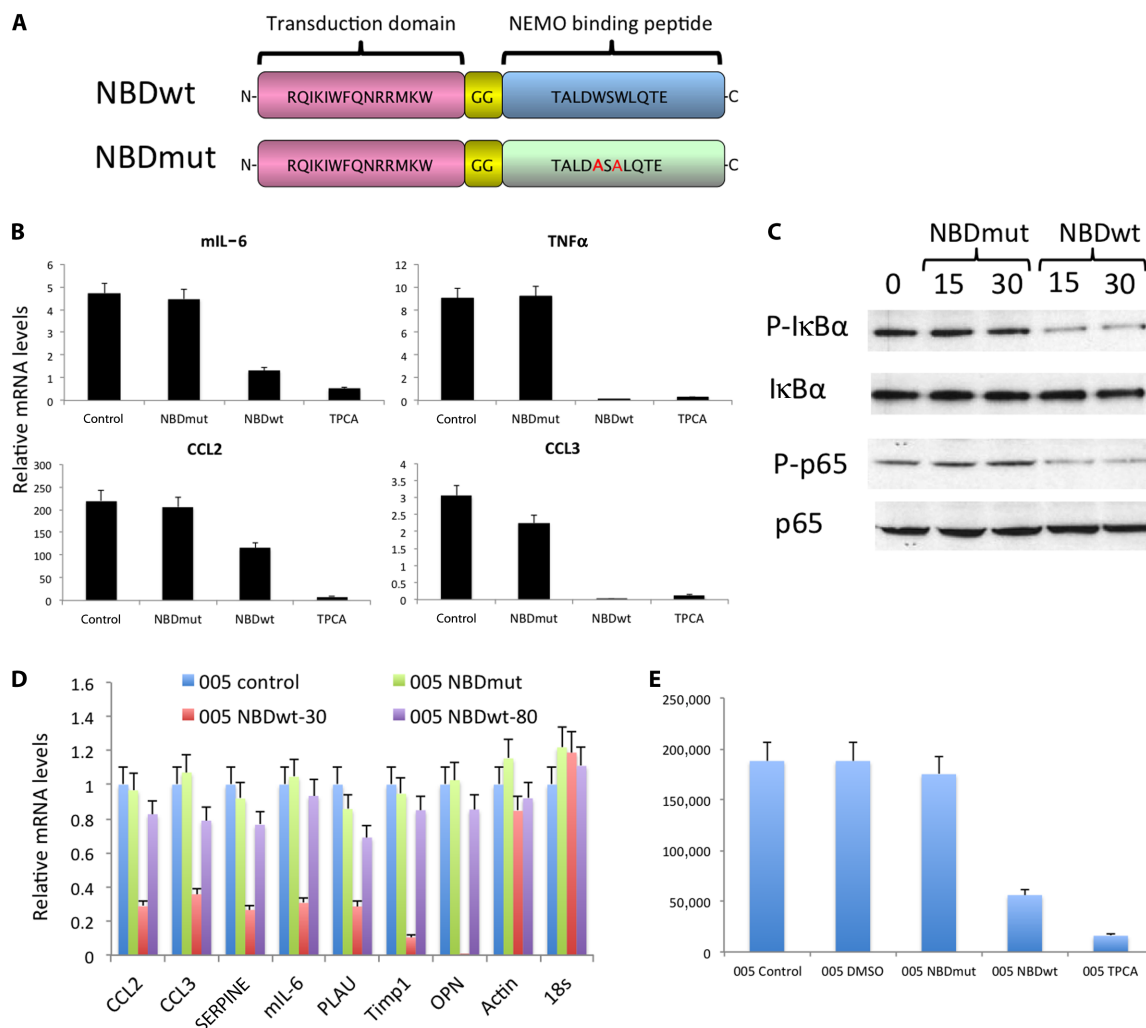 A
Transduction domain
NEMO binding peptide
NBDwt
N-
RQIKIWFQNRRMKW
GG
TALDWSWLQTE
-C
NBDmut
N-
RQIKIWFQNRRMKW
GG
TALDASALQTE
-C
B
Relative mRNA levels
mIL-6
6
5
4
3
2
1
0
Control
NBDmut
NBDwt
TPCA
TNFα
12
10
8
6
4
2
0
Control
NBDmut
NBDwt
TPCA
CCL2
300
250
200
150
100
50
0
Control
NBDmut
NBDwt
TPCA
CCL3
4
3.5
3
2.5
2
1.5
1
0.5
0
Control
NBDmut
NBDwt
TPCA
C
NBDmut NBDwt
0 15 30 15 30
P-IκBα
IκBα
P-p65
p65
D
Relative mRNA levels
005 control
005 NBDmut
005 NBDwt-30
005 NBDwt-80
1.6
1.4
1.2
1
0.8
0.6
0.4
0.2
0
CCL2
CCL3
SERPINE
mIL-6
PLAU
Timp1
OPN
Actin
18s
E
250,000
200,000
150,000
100,000
50,000
0
005 Control
005 DMSO
005 NBDmut
005 NBDwt
005 TPCA